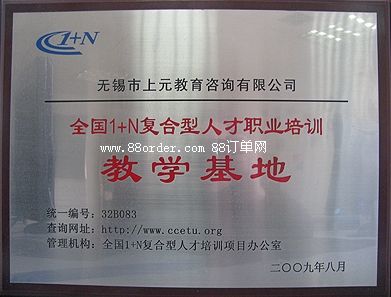 1+N
无锡市上元教育咨询有限公司
全国1+N复合型人才职业培训
www.88order.com 88订单网
教学基地
统一编号：32B083
查询网址：http://www.ccetu.org
管理机构：全国1+N复合型人才培训项目办公室
二〇〇九年八月